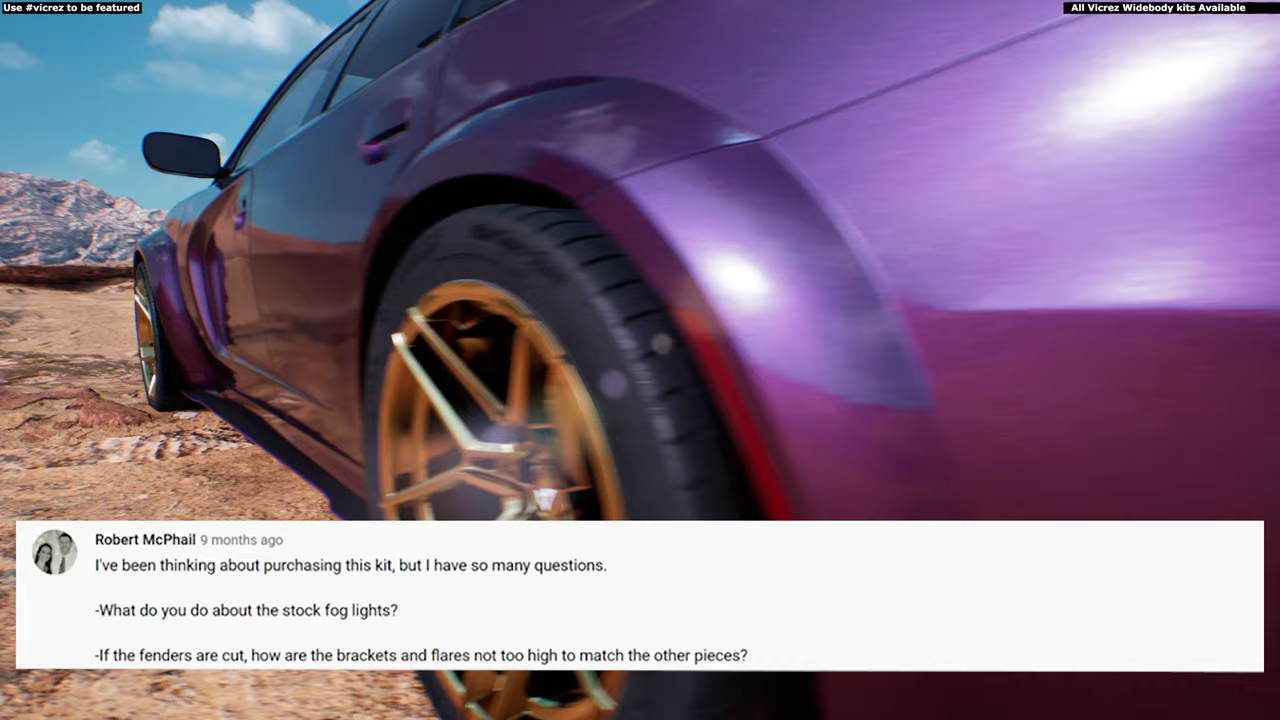 Use #vicrez to be featured
All Vicrez Widebody kits Available
Robert McPhail 9 months ago
I've been thinking about purchasing this kit, but I have so many questions.
-What do you do about the stock fog lights?
-If the fenders are cut, how are the brackets and flares not too high to match the other pieces?